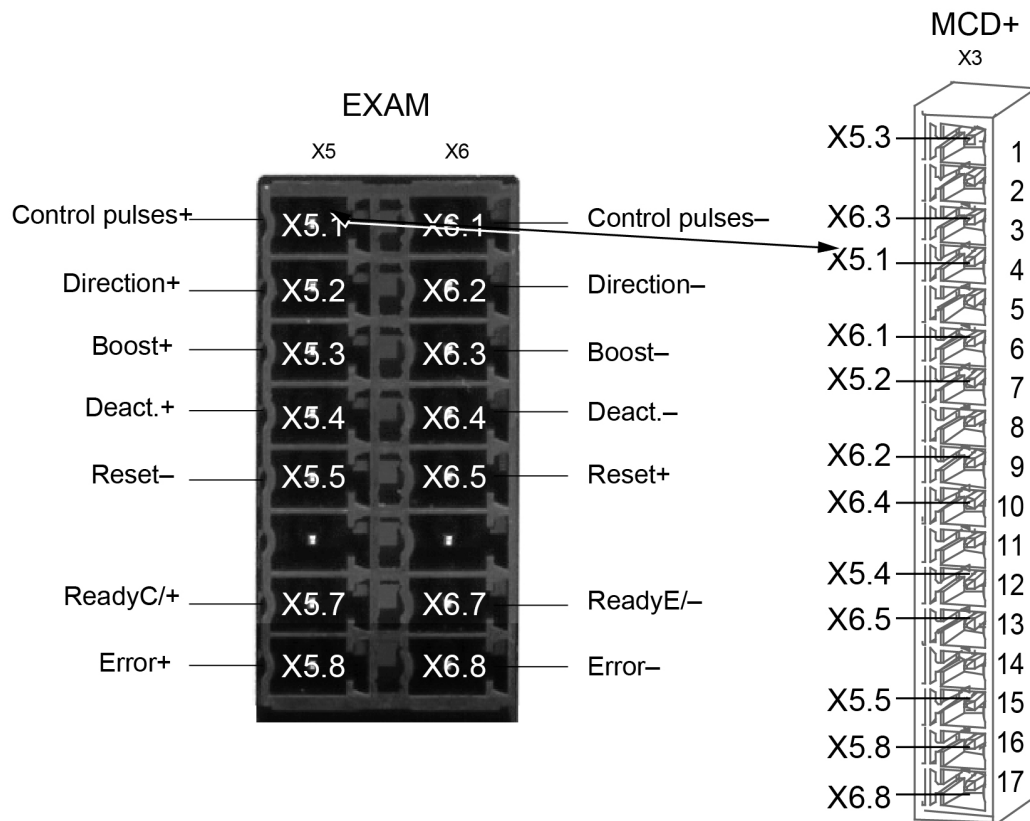 MCD+
X3
EXAM
X5 X6
Control pulses+ X5.1 X6.1 Control pulses–
Direction+ X5.2 X6.2 Direction–
Boost+ X5.3 X6.3 Boost–
Deact.+ X5.4 X6.4 Deact.–
Reset– X5.5 X6.5 Reset+
ReadyC/+ X5.7 X6.7 ReadyE/–
Error+ X5.8 X6.8 Error–
X5.3 1
2
X6.3 3
X5.1 4
5
X6.1 6
X5.2 7
8
X6.2 9
X6.4 10
11
X5.4 12
X6.5 13
14
X5.5 15
X5.8 16
X6.8 17